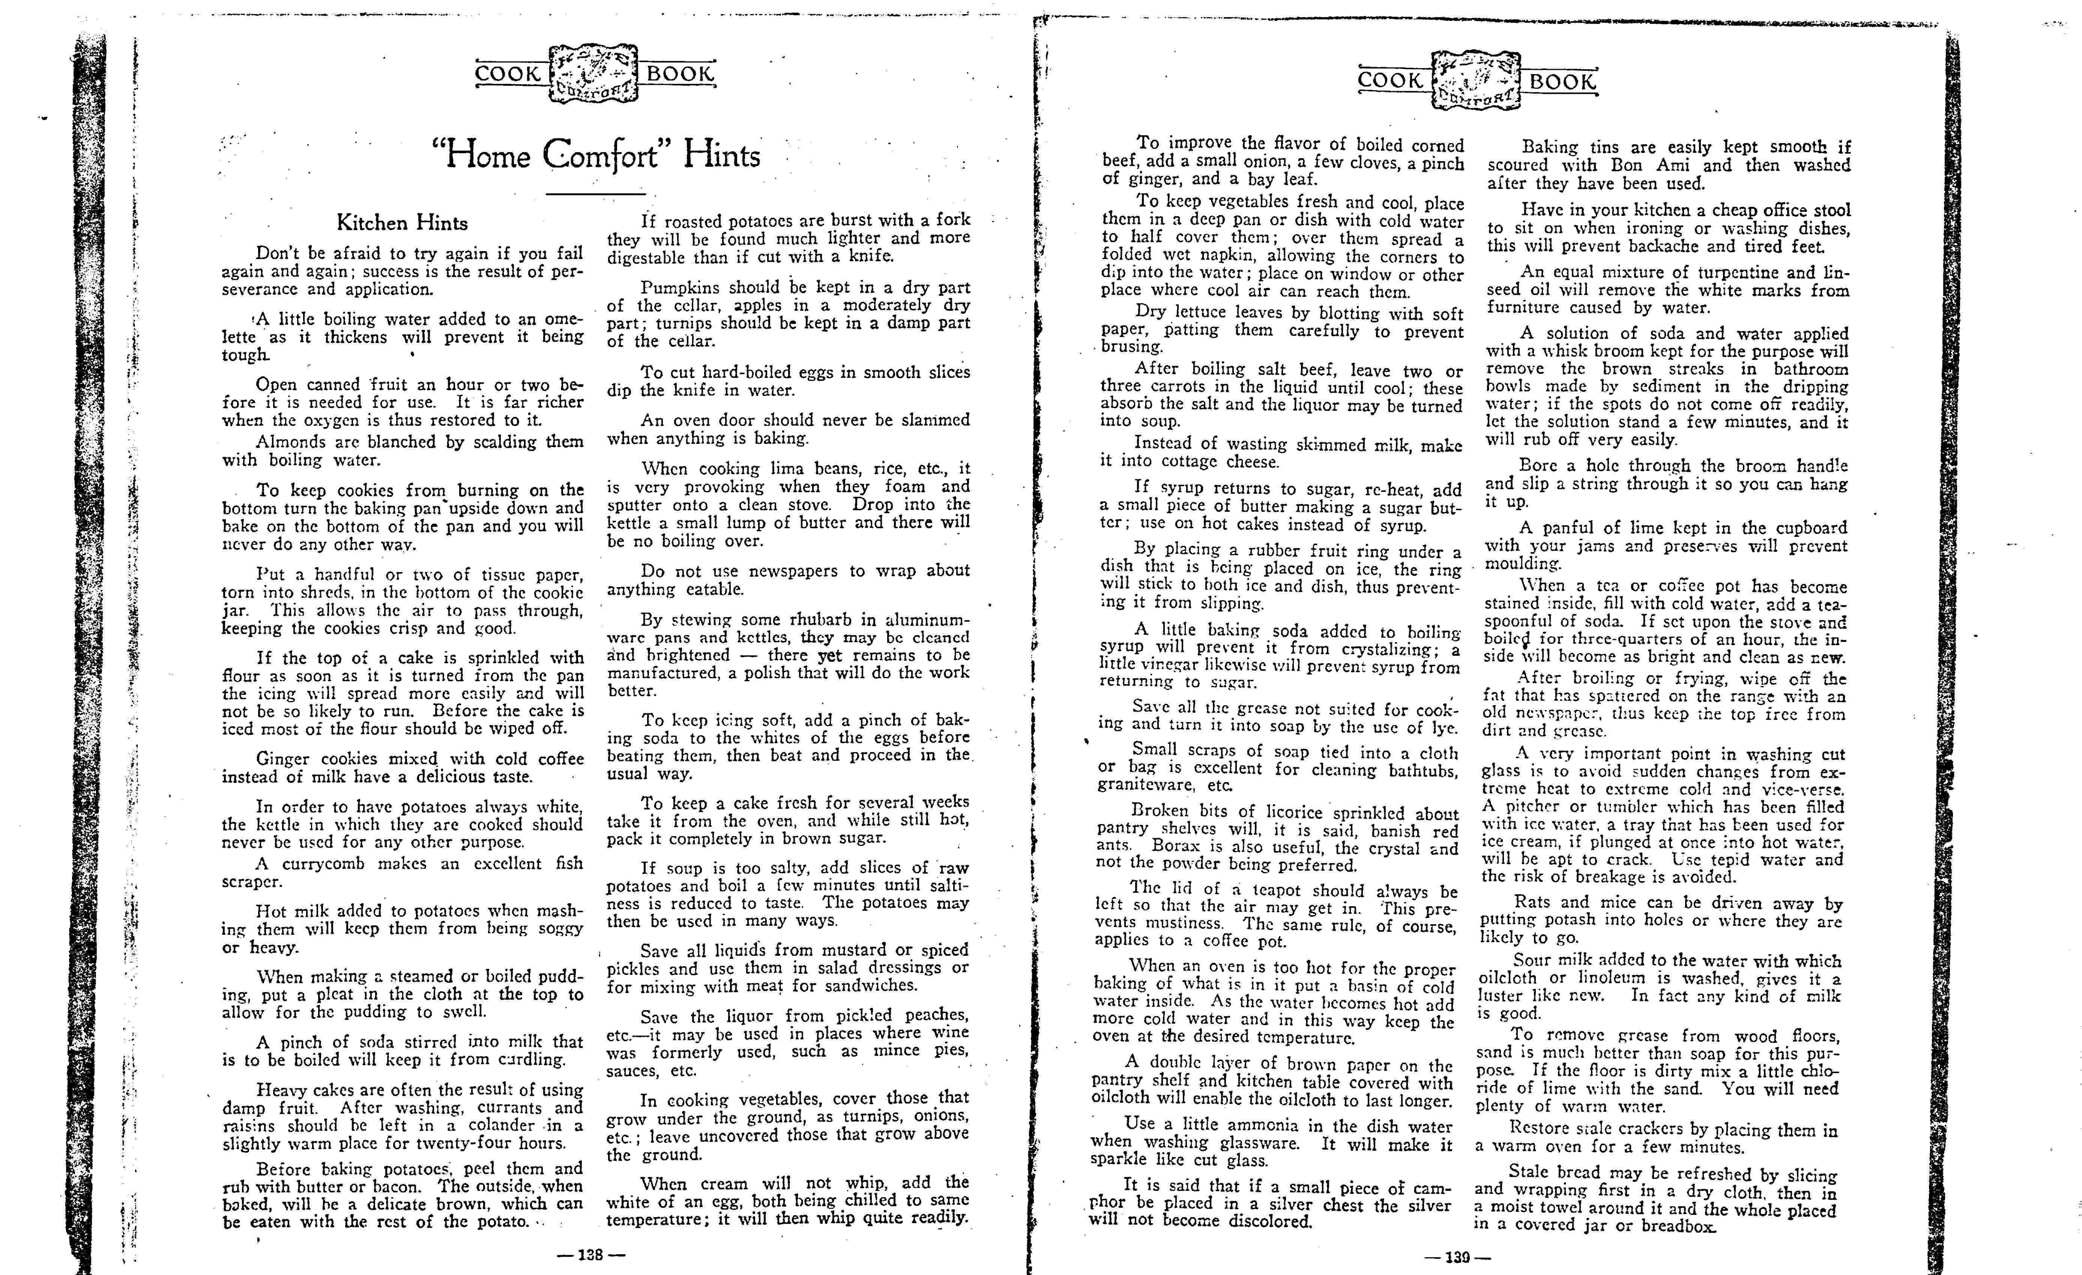 COOK HOME COMFORT BOOK
"Home Comfort" Hints
Kitchen Hints
Don't be afraid to try again if you fail
again and again; success is the result of per-
severance and application.
A little boiling water added to an ome-
lette as it thickens will prevent it being
tough.
Open canned fruit an hour or two be-
fore it is needed for use. It is far richer
when the oxygen is thus restored to it.
Almonds are blanched by scalding them
with boiling water.
To keep cookies from burning on the
bottom turn the baking pan upside down and
bake on the bottom of the pan and you will
never do any other way.
Put a handful or two of tissue paper,
torn into shreds, in the bottom of the cookie
jar. This allows the air to pass through,
keeping the cookies crisp and good.
If the top of a cake is sprinkled with
flour as soon as it is turned from the pan
the icing will spread more easily and will
not be so likely to run. Before the cake is
iced most of the flour should be wiped off.
Ginger cookies mixed with cold coffee
instead of milk have a delicious taste.
In order to have potatoes always white,
the kettle in which they are cooked should
never be used for any other purpose.
A currycomb makes an excellent fish
scraper.
Hot milk added to potatoes when mash-
ing them will keep them from being soggy
or heavy.
When making a steamed or boiled pudd-
ing, put a pleat in the cloth at the top to
allow for the pudding to swell.
A pinch of soda stirred into milk that
is to be boiled will keep it from curdling.
Heavy cakes are often the result of using
damp fruit. After washing, currants and
raisins should be left in a colander in a
slightly warm place for twenty-four hours.
Before baking potatoes, peel them and
rub with butter or bacon. The outside, when
baked, will be a delicate brown, which can
be eaten with the rest of the potato.
If roasted potatoes are burst with a fork
they will be found much lighter and more
digestable than if cut with a knife.
Pumpkins should be kept in a dry part
of the cellar, apples in a moderately dry
part; turnips should be kept in a damp part
of the cellar.
To cut hard-boiled eggs in smooth slices
dip the knife in water.
An oven door should never be slammed
when anything is baking.
When cooking lima beans, rice, etc., it
is very provoking when they foam and
sputter onto a clean stove. Drop into the
kettle a small lump of butter and there will
be no boiling over.
Do not use newspapers to wrap about
anything eatable.
By stewing some rhubarb in aluminum-
ware pans and kettles, they may be cleaned
and brightened — there yet remains to be
manufactured, a polish that will do the work
better.
To keep icing soft, add a pinch of bak-
ing soda to the whites of the eggs before
beating them, then beat and proceed in the
usual way.
To keep a cake fresh for several weeks
take it from the oven, and while still hot,
pack it completely in brown sugar.
If soup is too salty, add slices of raw
potatoes and boil a few minutes until salti-
ness is reduced to taste. The potatoes may
then be used in many ways.
Save all liquids from mustard or spiced
pickles and use them in salad dressings or
for mixing with meat for sandwiches.
Save the liquor from pickled peaches,
etc.—it may be used in places where wine
was formerly used, such as mince pies,
sauces, etc.
In cooking vegetables, cover those that
grow under the ground, as turnips, onions,
etc.; leave uncovered those that grow above
the ground.
When cream will not whip, add the
white of an egg, both being chilled to same
temperature; it will then whip quite readily.
—138—
COOK HOME COMFORT BOOK
To improve the flavor of boiled corned
beef, add a small onion, a few cloves, a pinch
of ginger, and a bay leaf.
To keep vegetables fresh and cool, place
them in a deep pan or dish with cold water
to half cover them; over them spread a
folded wet napkin, allowing the corners to
dip into the water; place on window or other
place where cool air can reach them.
Dry lettuce leaves by blotting with soft
paper, patting them carefully to prevent
brusing.
After boiling salt beef, leave two or
three carrots in the liquid until cool; these
absorb the salt and the liquor may be turned
into soup.
Instead of wasting skimmed milk, make
it into cottage cheese.
If syrup returns to sugar, re-heat, add
a small piece of butter making a sugar but-
ter; use on hot cakes instead of syrup.
By placing a rubber fruit ring under a
dish that is being placed on ice, the ring
will stick to both ice and dish, thus prevent-
ing it from slipping.
A little baking soda added to boiling
syrup will prevent it from crystalizing; a
little vinegar likewise will prevent syrup from
returning to sugar.
Save all the grease not suited for cook-
ing and turn it into soap by the use of lye.
Small scraps of soap tied into a cloth
or bag is excellent for cleaning bathtubs,
graniteware, etc.
Broken bits of licorice sprinkled about
pantry shelves will, it is said, banish red
ants. Borax is also useful, the crystal and
not the powder being preferred.
The lid of a teapot should always be
left so that the air may get in. This pre-
vents mustiness. The same rule, of course,
applies to a coffee pot.
When an oven is too hot for the proper
baking of what is in it put a basin of cold
water inside. As the water becomes hot add
more cold water and in this way keep the
oven at the desired temperature.
A double layer of brown paper on the
pantry shelf and kitchen table covered with
oilcloth will enable the oilcloth to last longer.
Use a little ammonia in the dish water
when washing glassware. It will make it
sparkle like cut glass.
It is said that if a small piece of cam-
phor be placed in a silver chest the silver
will not become discolored.
Baking tins are easily kept smooth if
scoured with Bon Ami and then washed
after they have been used.
Have in your kitchen a cheap office stool
to sit on when ironing or washing dishes,
this will prevent backache and tired feet.
An equal mixture of turpentine and lin-
seed oil will remove the white marks from
furniture caused by water.
A solution of soda and water applied
with a whisk broom kept for the purpose will
remove the brown streaks in bathroom
bowls made by sediment in the dripping
water; if the spots do not come off readily,
let the solution stand a few minutes, and it
will rub off very easily.
Bore a hole through the broom handle
and slip a string through it so you can hang
it up.
A panful of lime kept in the cupboard
with your jams and preserves will prevent
moulding.
When a tea or coffee pot has become
stained inside, fill with cold water, add a tea-
spoonful of soda. If set upon the stove and
boiled for three-quarters of an hour, the in-
side will become as bright and clean as new.
After broiling or frying, wipe off the
fat that has spattered on the range with an
old newspaper, thus keep the top free from
dirt and grease.
A very important point in washing cut
glass is to avoid sudden changes from ex-
treme heat to extreme cold and vice-verse.
A pitcher or tumbler which has been filled
with ice water, a tray that has been used for
ice cream, if plunged at once into hot water,
will be apt to crack. Use tepid water and
the risk of breakage is avoided.
Rats and mice can be driven away by
putting potash into holes or where they are
likely to go.
Sour milk added to the water with which
oilcloth or linoleum is washed, gives it a
luster like new. In fact any kind of milk
is good.
To remove grease from wood floors,
sand is much better than soap for this pur-
pose. If the floor is dirty mix a little chlo-
ride of lime with the sand. You will need
plenty of warm water.
Restore stale crackers by placing them in
a warm oven for a few minutes.
Stale bread may be refreshed by slicing
and wrapping first in a dry cloth, then in
a moist towel around it and the whole placed
in a covered jar or breadbox.
—139—